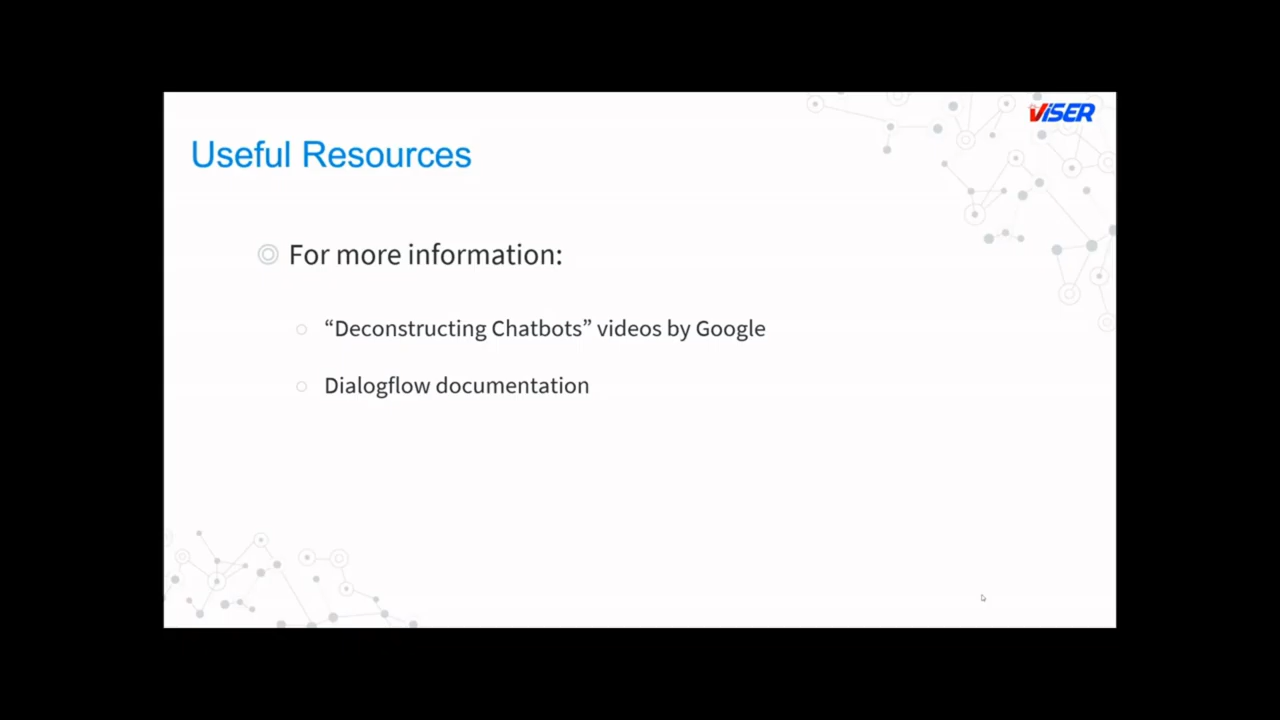 ViSER
Useful Resources
For more information:
“Deconstructing Chatbots” videos by Google
Dialogflow documentation